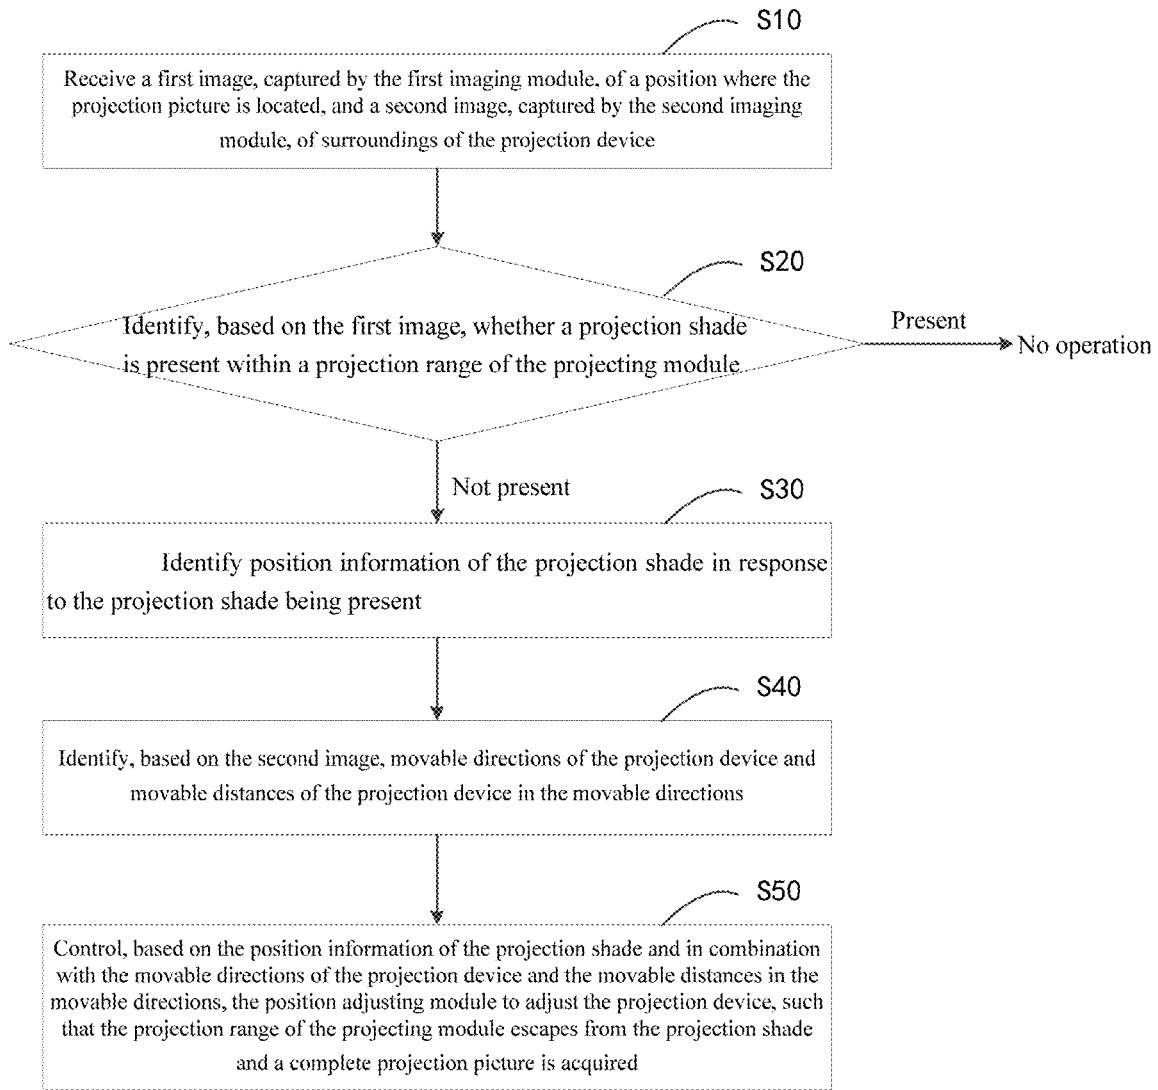 S10
Receive a first image, captured by the first imaging module, of a position where the
projection picture is located, and a second image, captured by the second imaging
module, of surroundings of the projection device
S20
Identify, based on the first image, whether a projection shade
is present within a projection range of the projecting module
Present
No operation
Not present
S30
Identify position information of the projection shade in response
to the projection shade being present
S40
Identify, based on the second image, movable directions of the projection device and
movable distances of the projection device in the movable directions
S50
Control, based on the position information of the projection shade and in combination
with the movable directions of the projection device and the movable distances in the
movable directions, the position adjusting module to adjust the projection device, such
that the projection range of the projecting module escapes from the projection shade
and a complete projection picture is acquired